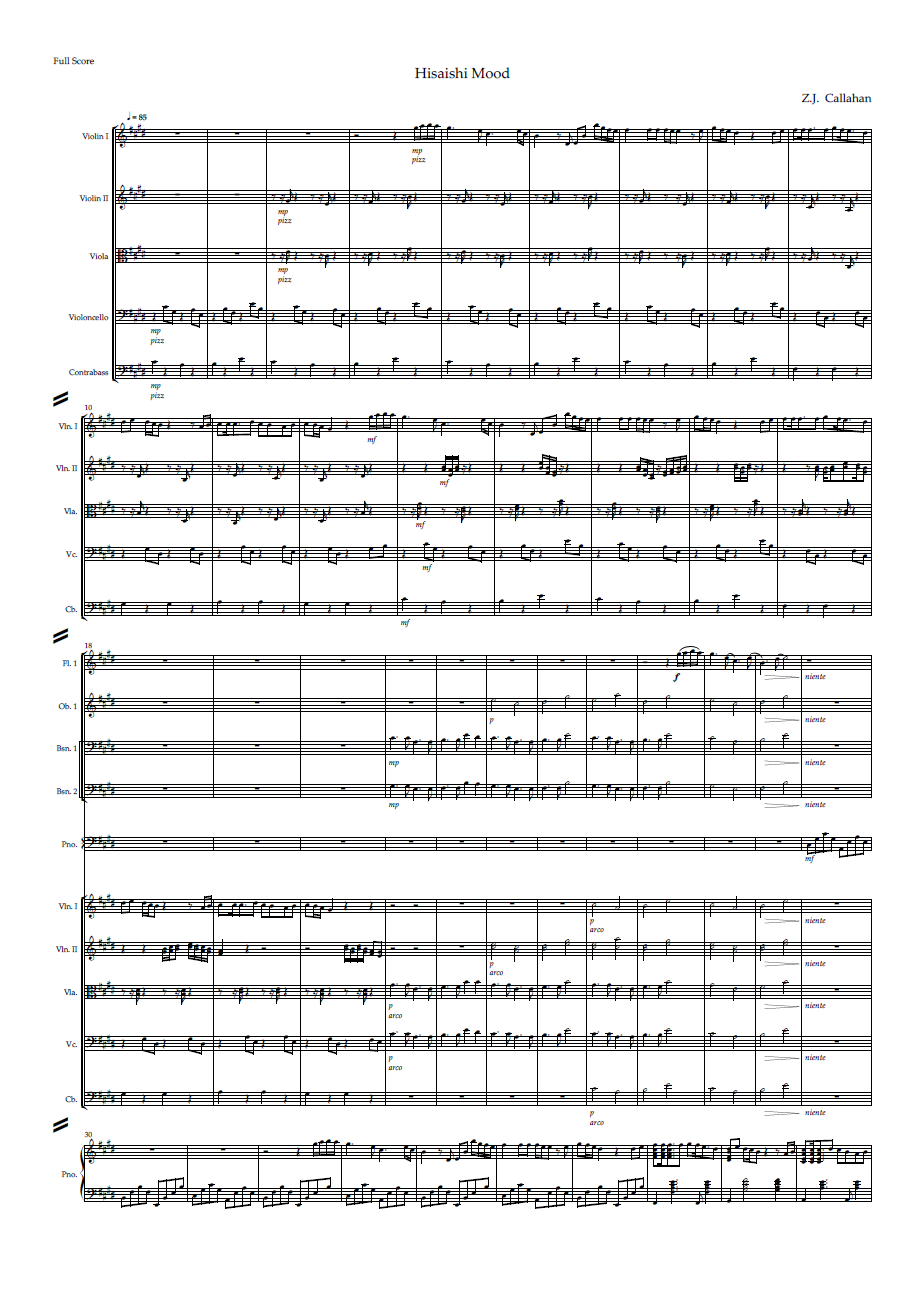 Full Score
Hisaishi Mood
Z.J. Callahan
♩ = 85
Violin I
mp
pizz
Violin II
mp
pizz
Viola
mp
pizz
Violoncello
mp
pizz
Contrabass
mp
pizz
10
Vln. I
mf
Vln. II
mf
Vla.
mf
Vc.
mf
Cb.
mf
18
Fl. 1
f
niente
Ob. 1
p
niente
Bsn. 1
mp
niente
Bsn. 2
mp
niente
Pno.
mf
Vln. I
p
arco
niente
Vln. II
p
arco
niente
Vla.
p
arco
niente
Vc.
p
arco
niente
Cb.
p
arco
niente
30
Pno.